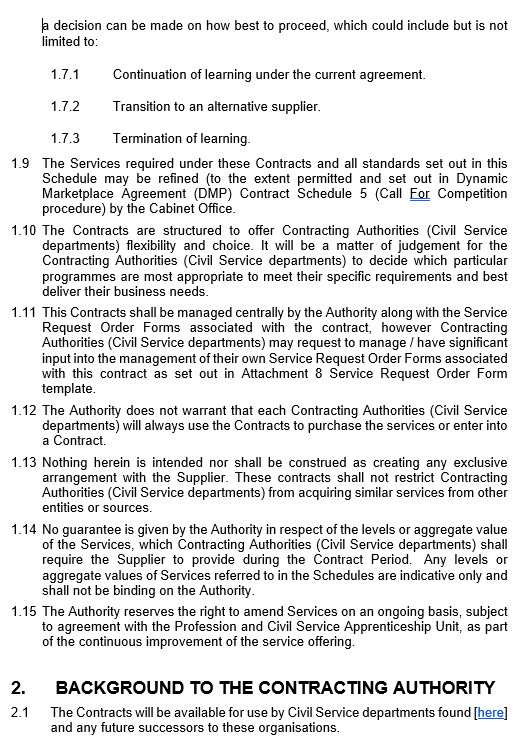 a decision can be made on how best to proceed, which could include but is not
limited to:
1.7.1 Continuation of learning under the current agreement.
1.7.2 Transition to an alternative supplier.
1.7.3 Termination of learning.
1.9 The Services required under these Contracts and all standards set out in this
Schedule may be refined (to the extent permitted and set out in Dynamic
Marketplace Agreement (DMP) Contract Schedule 5 (Call For Competition
procedure) by the Cabinet Office.
1.10 The Contracts are structured to offer Contracting Authorities (Civil Service
departments) flexibility and choice. It will be a matter of judgement for the
Contracting Authorities (Civil Service departments) to decide which particular
programmes are most appropriate to meet their specific requirements and best
deliver their business needs.
1.11 This Contracts shall be managed centrally by the Authority along with the Service
Request Order Forms associated with the contract, however Contracting
Authorities (Civil Service departments) may request to manage / have significant
input into the management of their own Service Request Order Forms associated
with this contract as set out in Attachment 8 Service Request Order Form
template.
1.12 The Authority does not warrant that each Contracting Authorities (Civil Service
departments) will always use the Contracts to purchase the services or enter into
a Contract.
1.13 Nothing herein is intended nor shall be construed as creating any exclusive
arrangement with the Supplier. These contracts shall not restrict Contracting
Authorities (Civil Service departments) from acquiring similar services from other
entities or sources.
1.14 No guarantee is given by the Authority in respect of the levels or aggregate value
of the Services, which Contracting Authorities (Civil Service departments) shall
require the Supplier to provide during the Contract Period. Any levels or
aggregate values of Services referred to in the Schedules are indicative only and
shall not be binding on the Authority.
1.15 The Authority reserves the right to amend Services on an ongoing basis, subject
to agreement with the Profession and Civil Service Apprenticeship Unit, as part
of the continuous improvement of the service offering.
2. BACKGROUND TO THE CONTRACTING AUTHORITY
2.1 The Contracts will be available for use by Civil Service departments found [here]
and any future successors to these organisations.